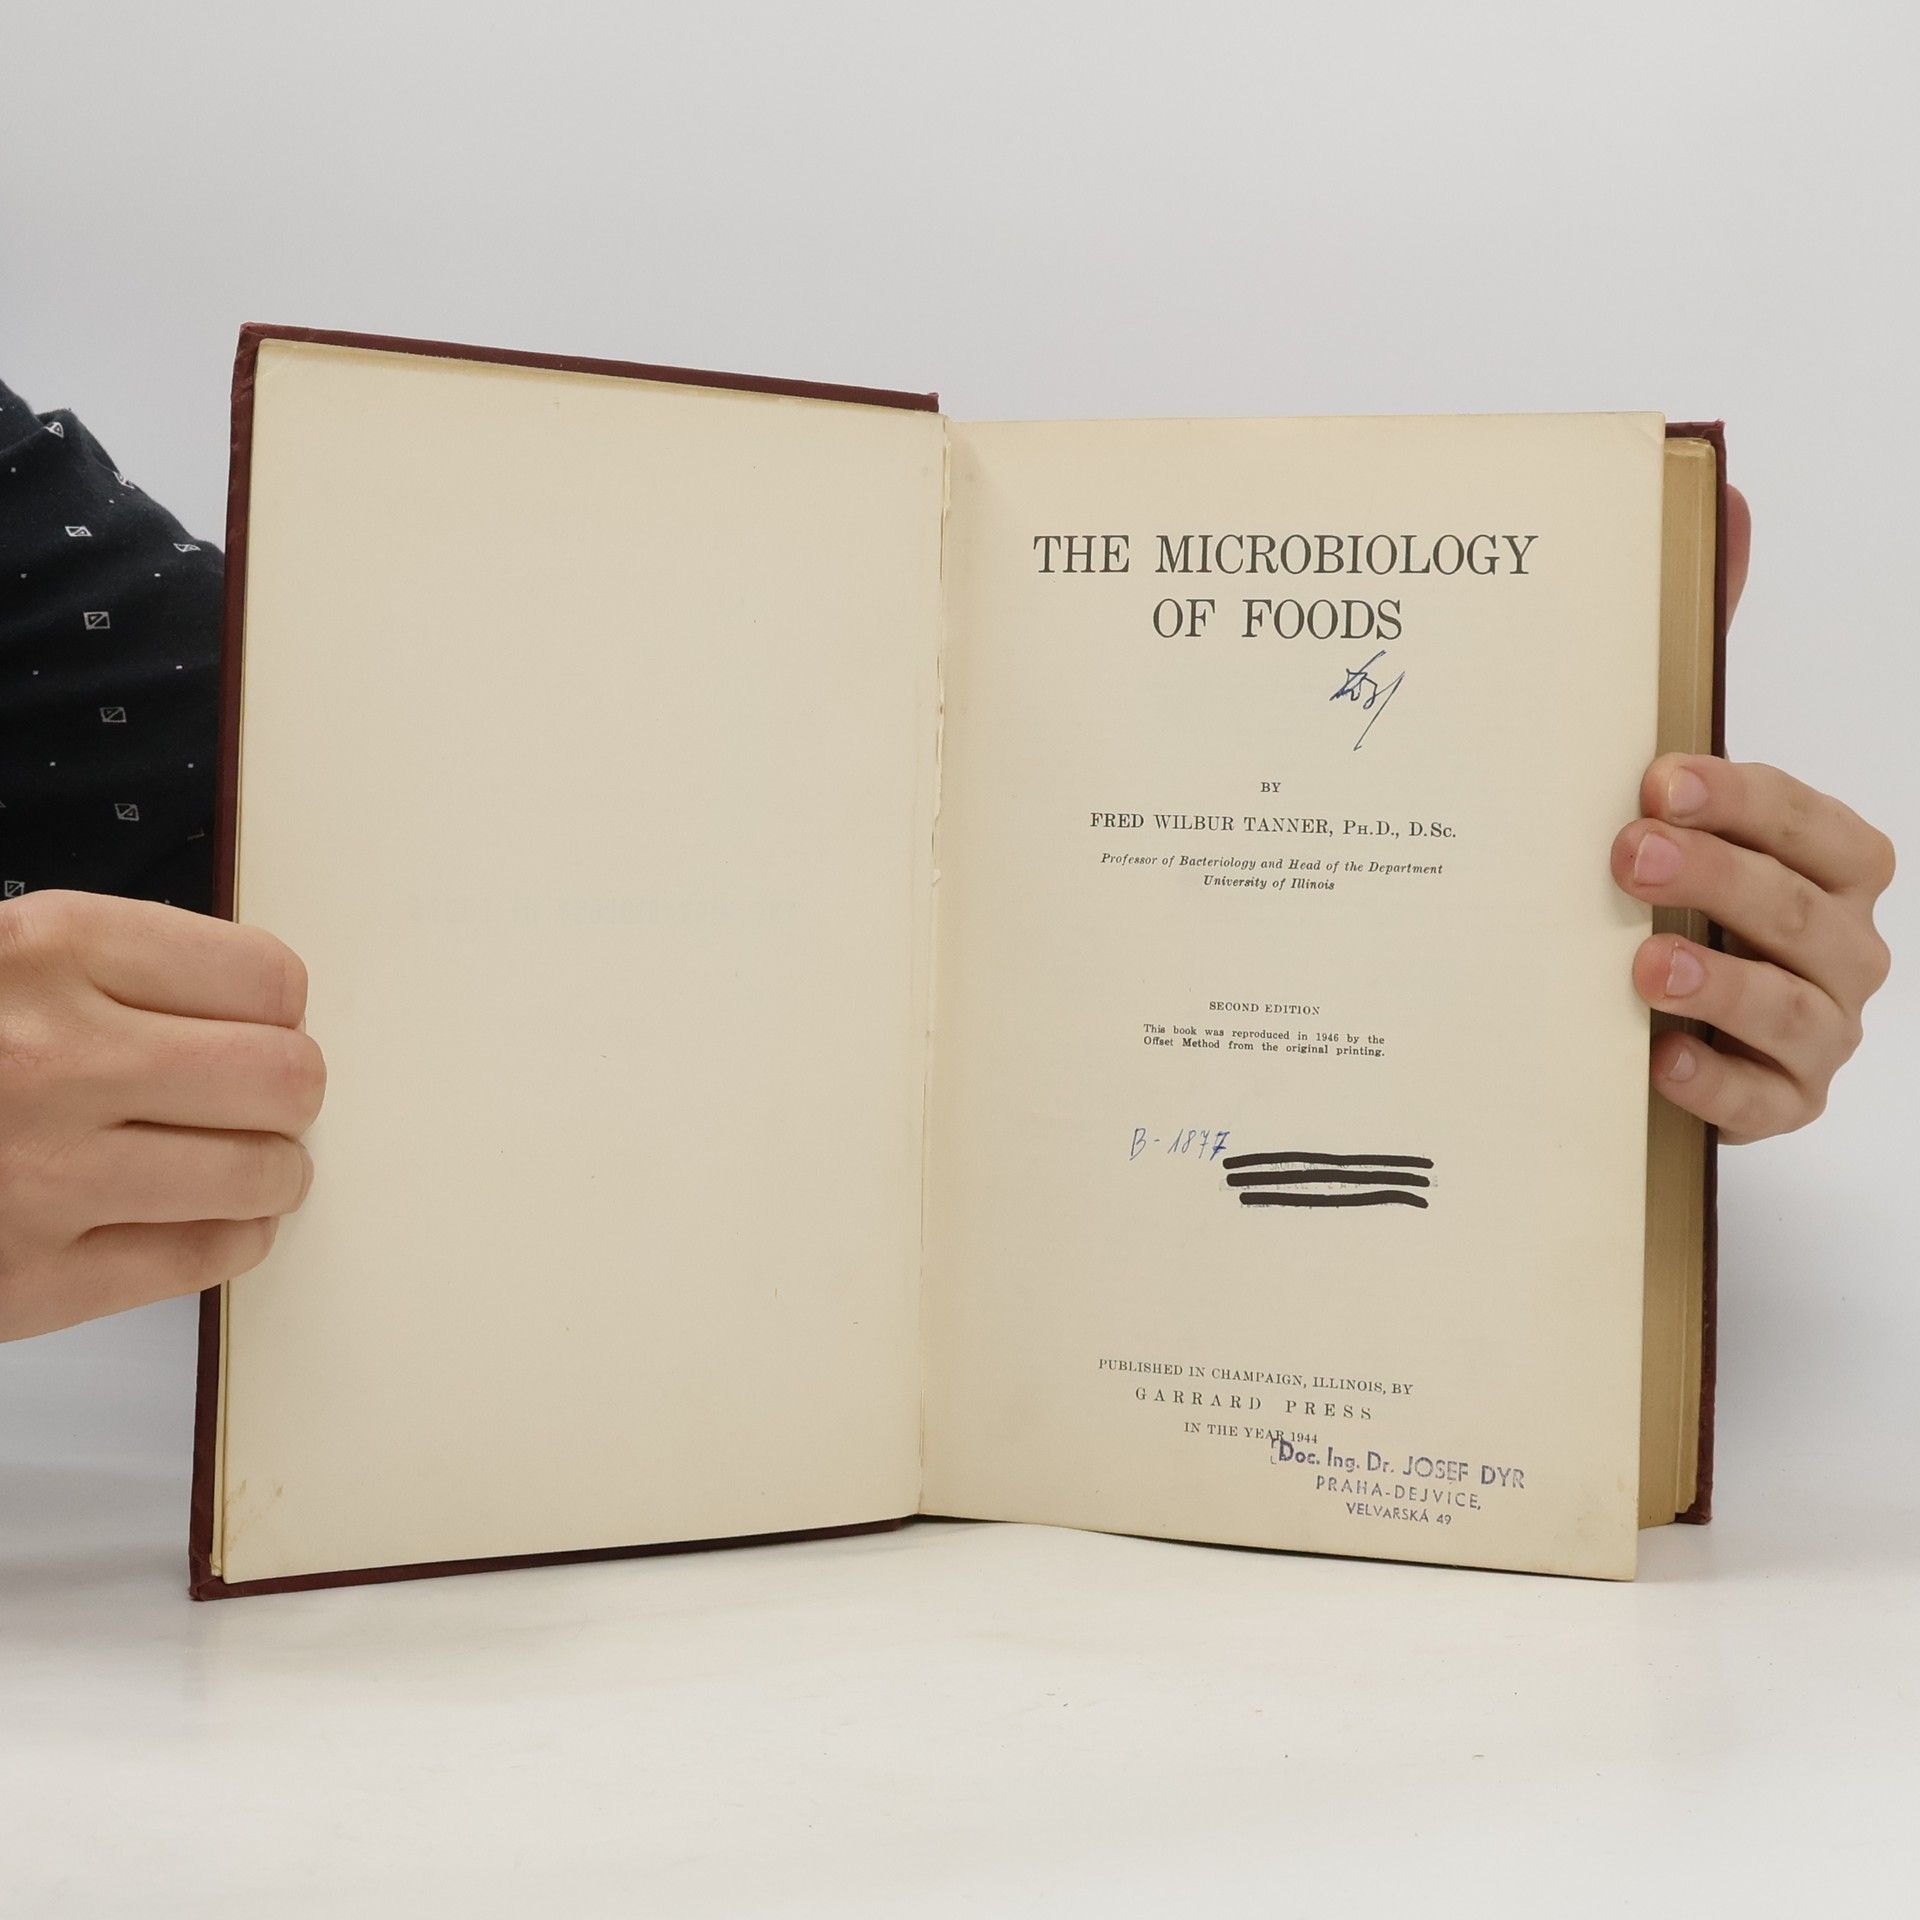 THE MICROBIOLOGY
OF FOODS
BY
FRED WILBUR TANNER, PH.D., D.SC.
Professor of Bacteriology and Head of the Department
University of Illinois
SECOND EDITION
This book was reproduced in 1946 by the
Offset Method from the original printing.
B-1877
PUBLISHED IN CHAMPAIGN, ILLINOIS, BY
GARRARD PRESS
IN THE YEAR 1944
Doc. Ing. Dr. JOSEF DYR
PRAHA-DEJVICE,
VELVARSKÁ 49